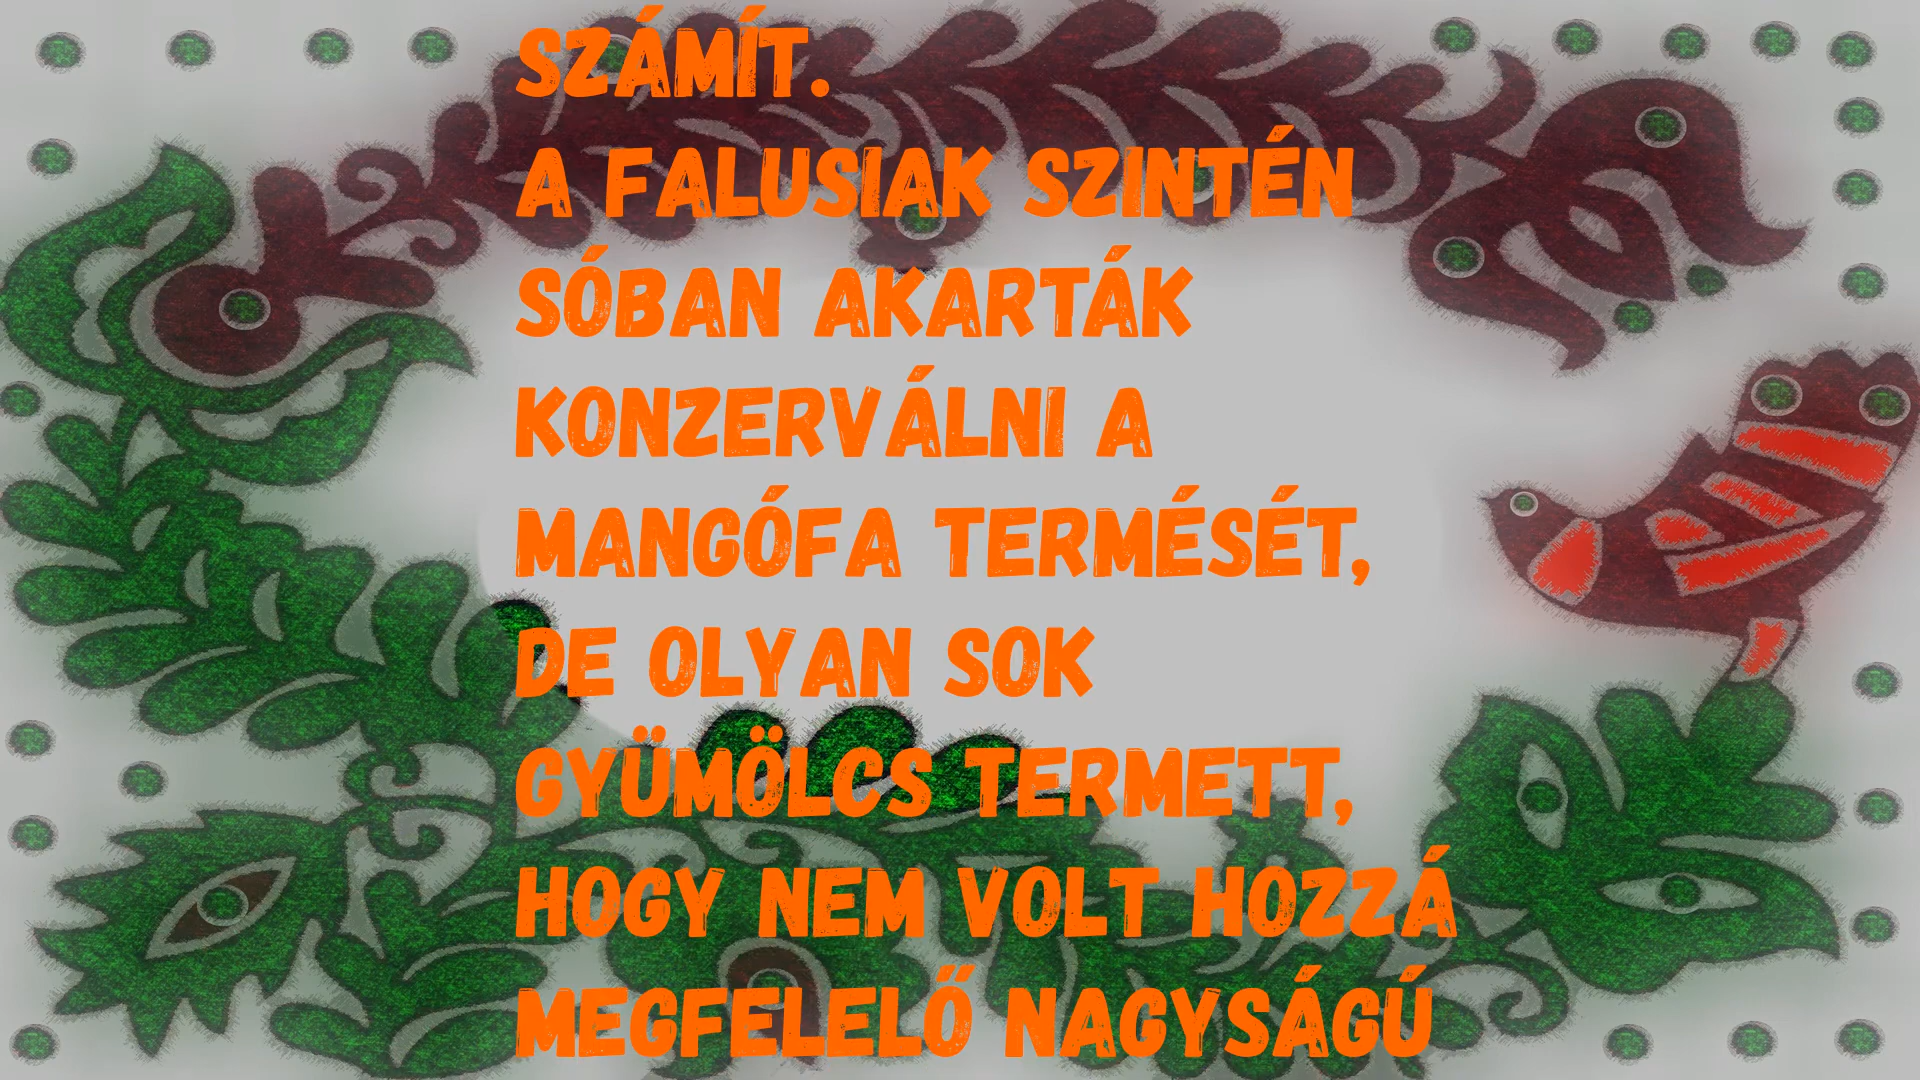 SZÁMÍT.
A FALUSIAK SZINTÉN
SÓBAN AKARTÁK
KONZERVÁLNI A
MANGÓFA TERMÉSÉT,
DE OLYAN SOK
GYÜMÖLCS TERMETT,
HOGY NEM VOLT HOZZÁ
MEGFELELŐ NAGYSÁGÚ